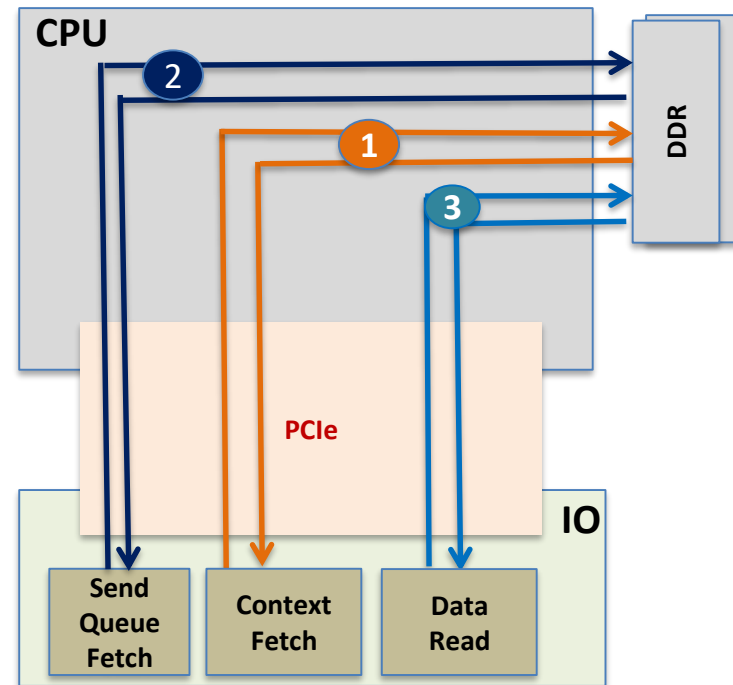 CPU
2
1
3
DDR
PCIe
IO
Send
Queue
Fetch
Context
Fetch
Data
Read